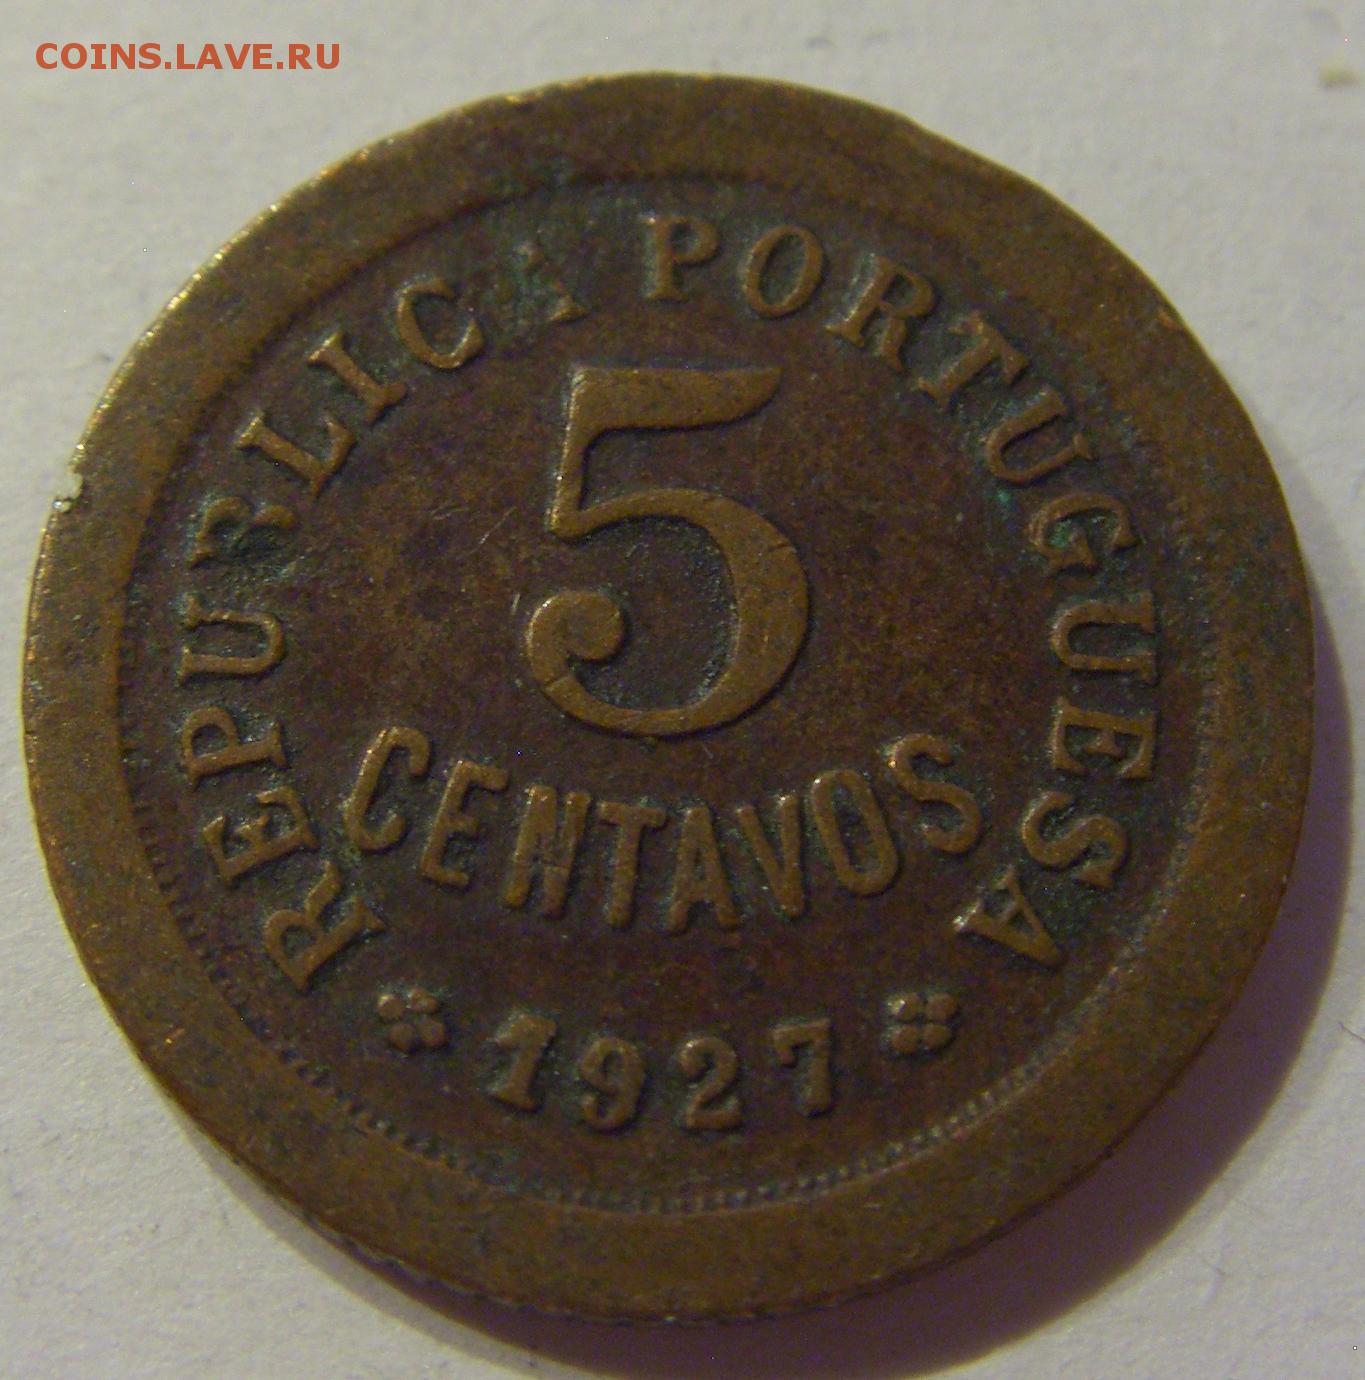 COINS.LAVE.RU
REPUBLICA PORTUGUESA
5
CENTAVOS
1927